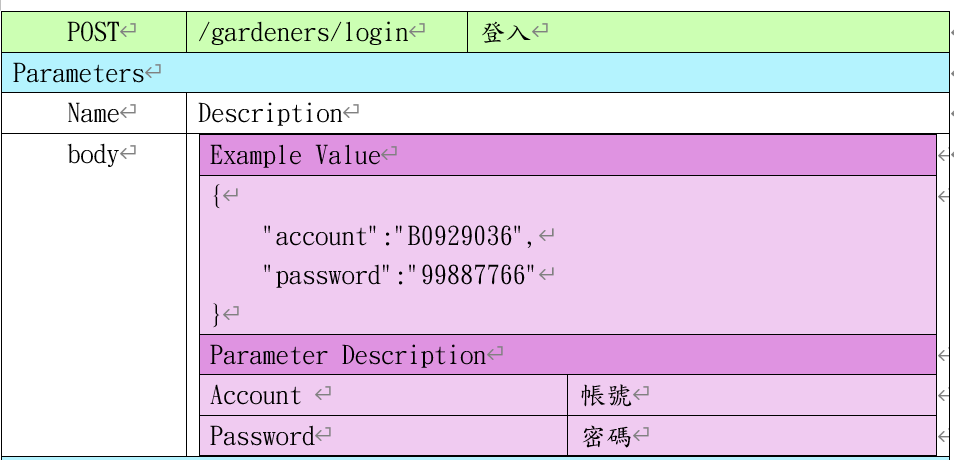 POST /gardeners/login 登入
Parameters
Name Description
body Example Value
{
"account":"B0929036",
"password":"99887766"
}
Parameter Description
Account 帳號
Password 密碼